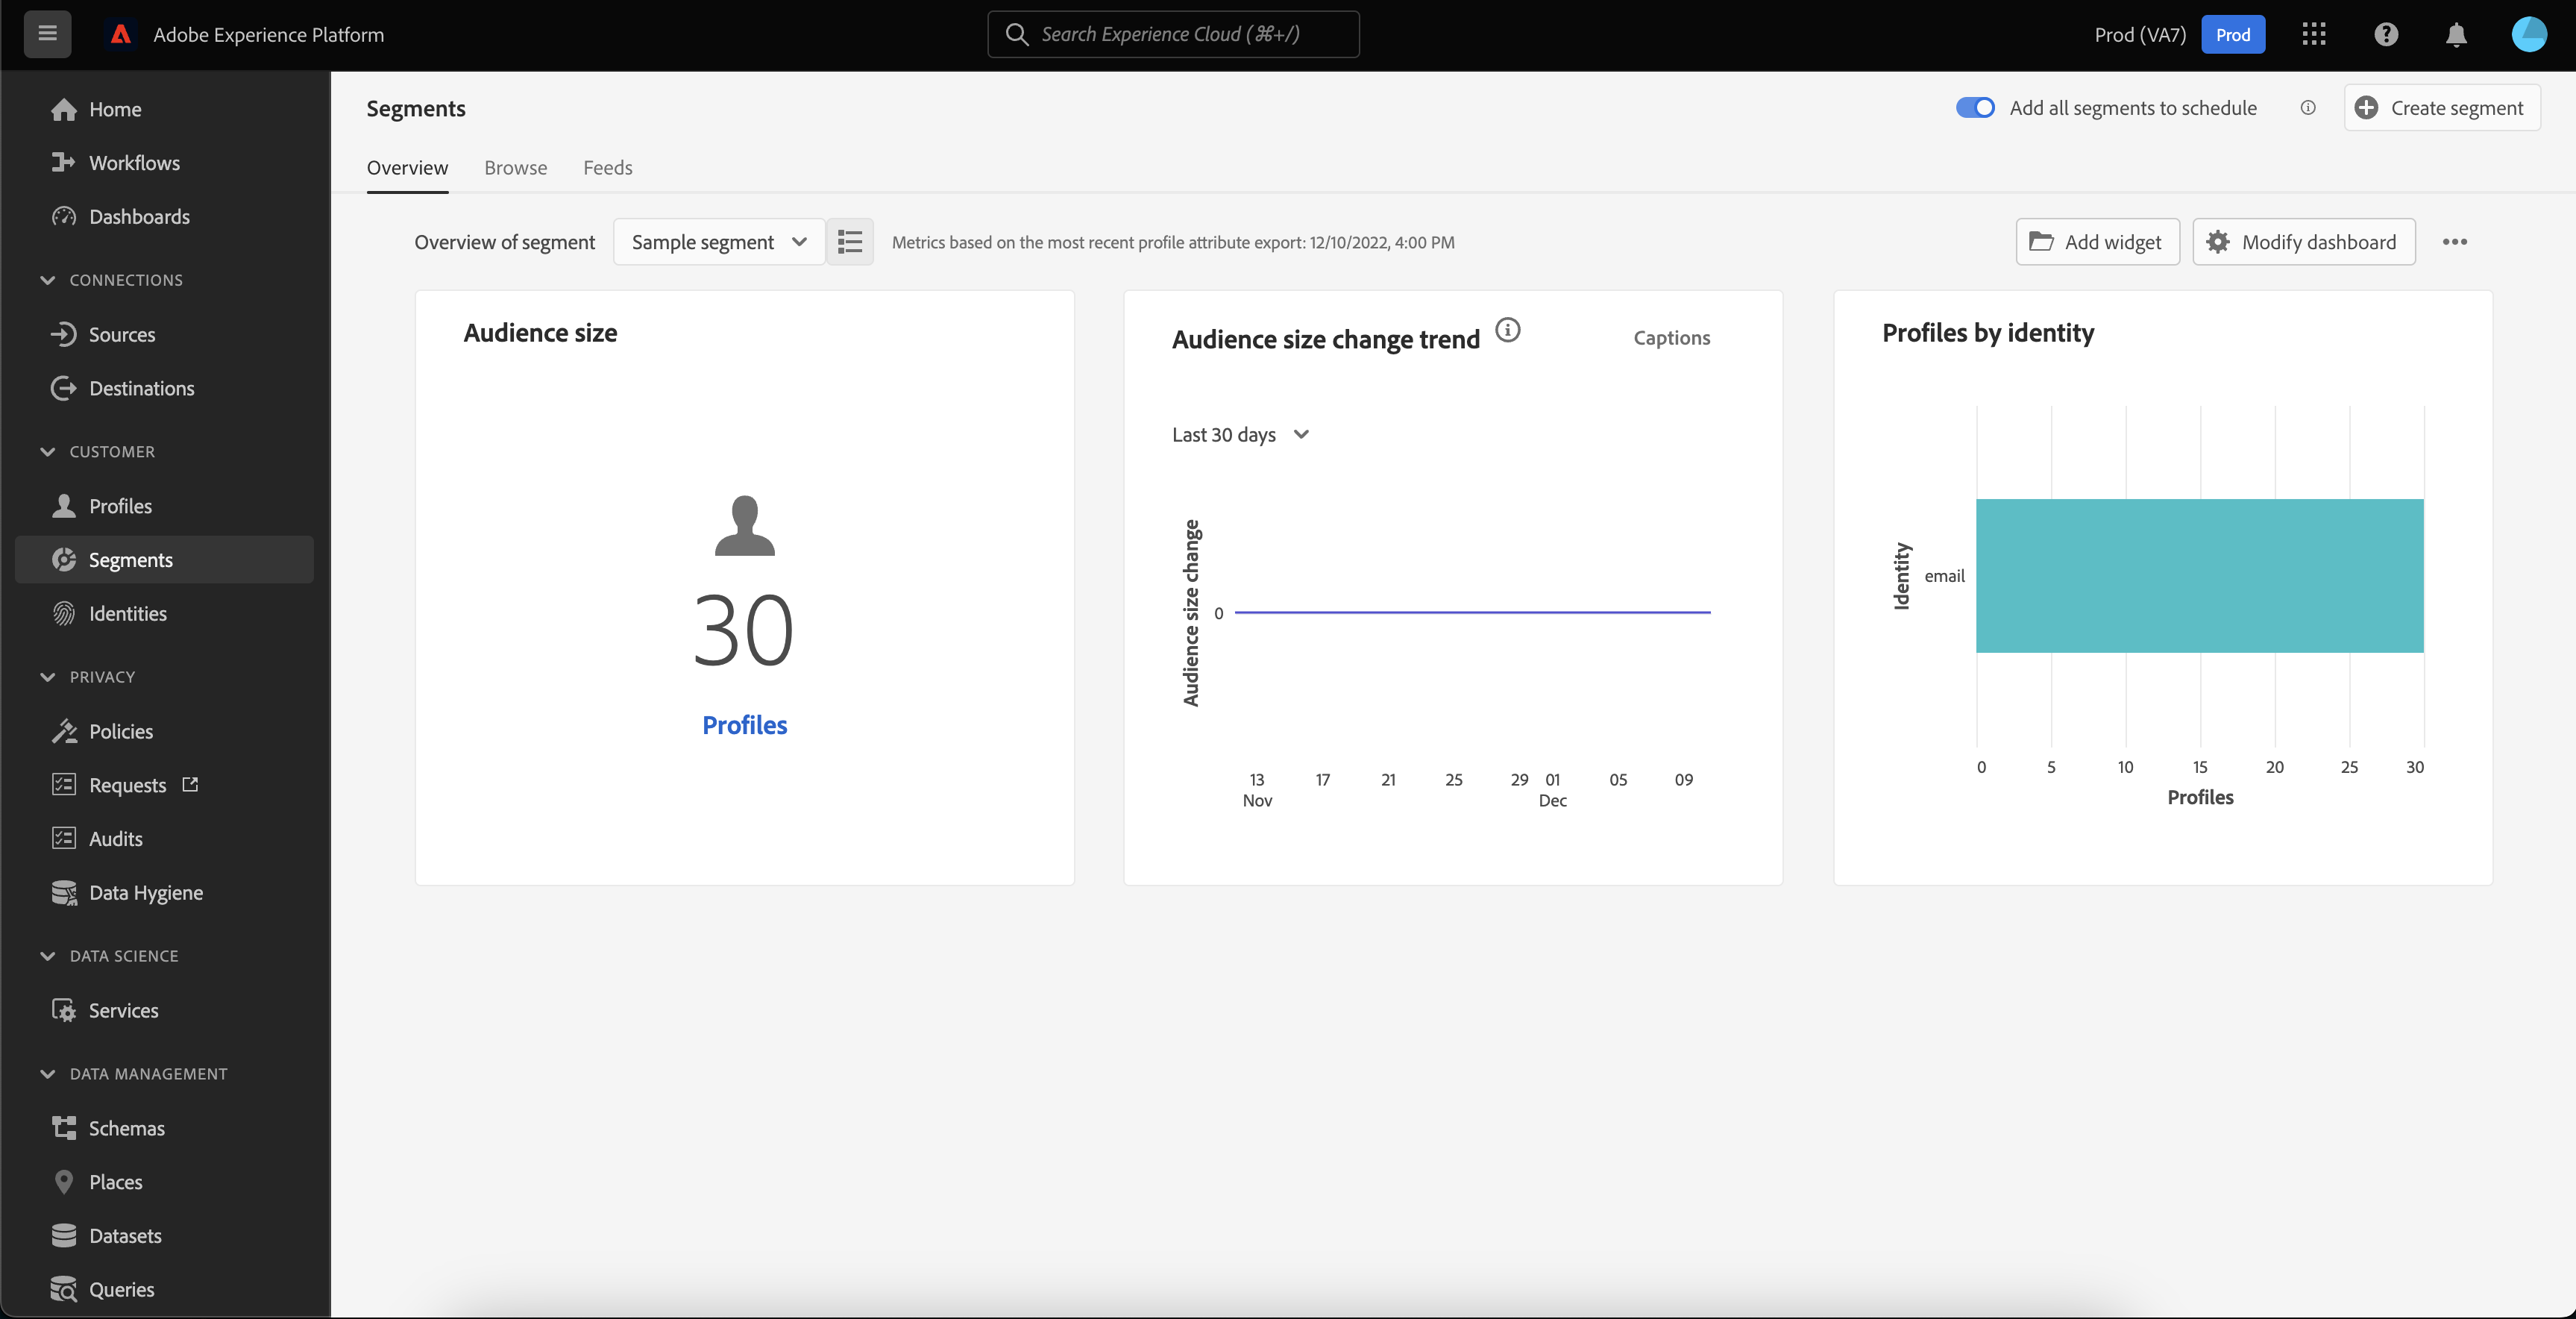 Adobe Experience Platform
Search Experience Cloud (⌘+/)
Prod (VA7)
Prod
Home
Workflows
Dashboards
CONNECTIONS
Sources
Destinations
CUSTOMER
Profiles
Segments
Identities
PRIVACY
Policies
Requests
Audits
Data Hygiene
DATA SCIENCE
Services
DATA MANAGEMENT
Schemas
Places
Datasets
Queries
Segments
Add all segments to schedule
Create segment
Overview Browse Feeds
Overview of segment
Sample segment
Metrics based on the most recent profile attribute export: 12/10/2022, 4:00 PM
Add widget
Modify dashboard
Audience size
30
Profiles
Audience size change trend
Captions
Last 30 days
Audience size change
0
13 17 21 25 29 01 05 09
Nov Dec
Profiles by identity
Identity
email
0 5 10 15 20 25 30
Profiles